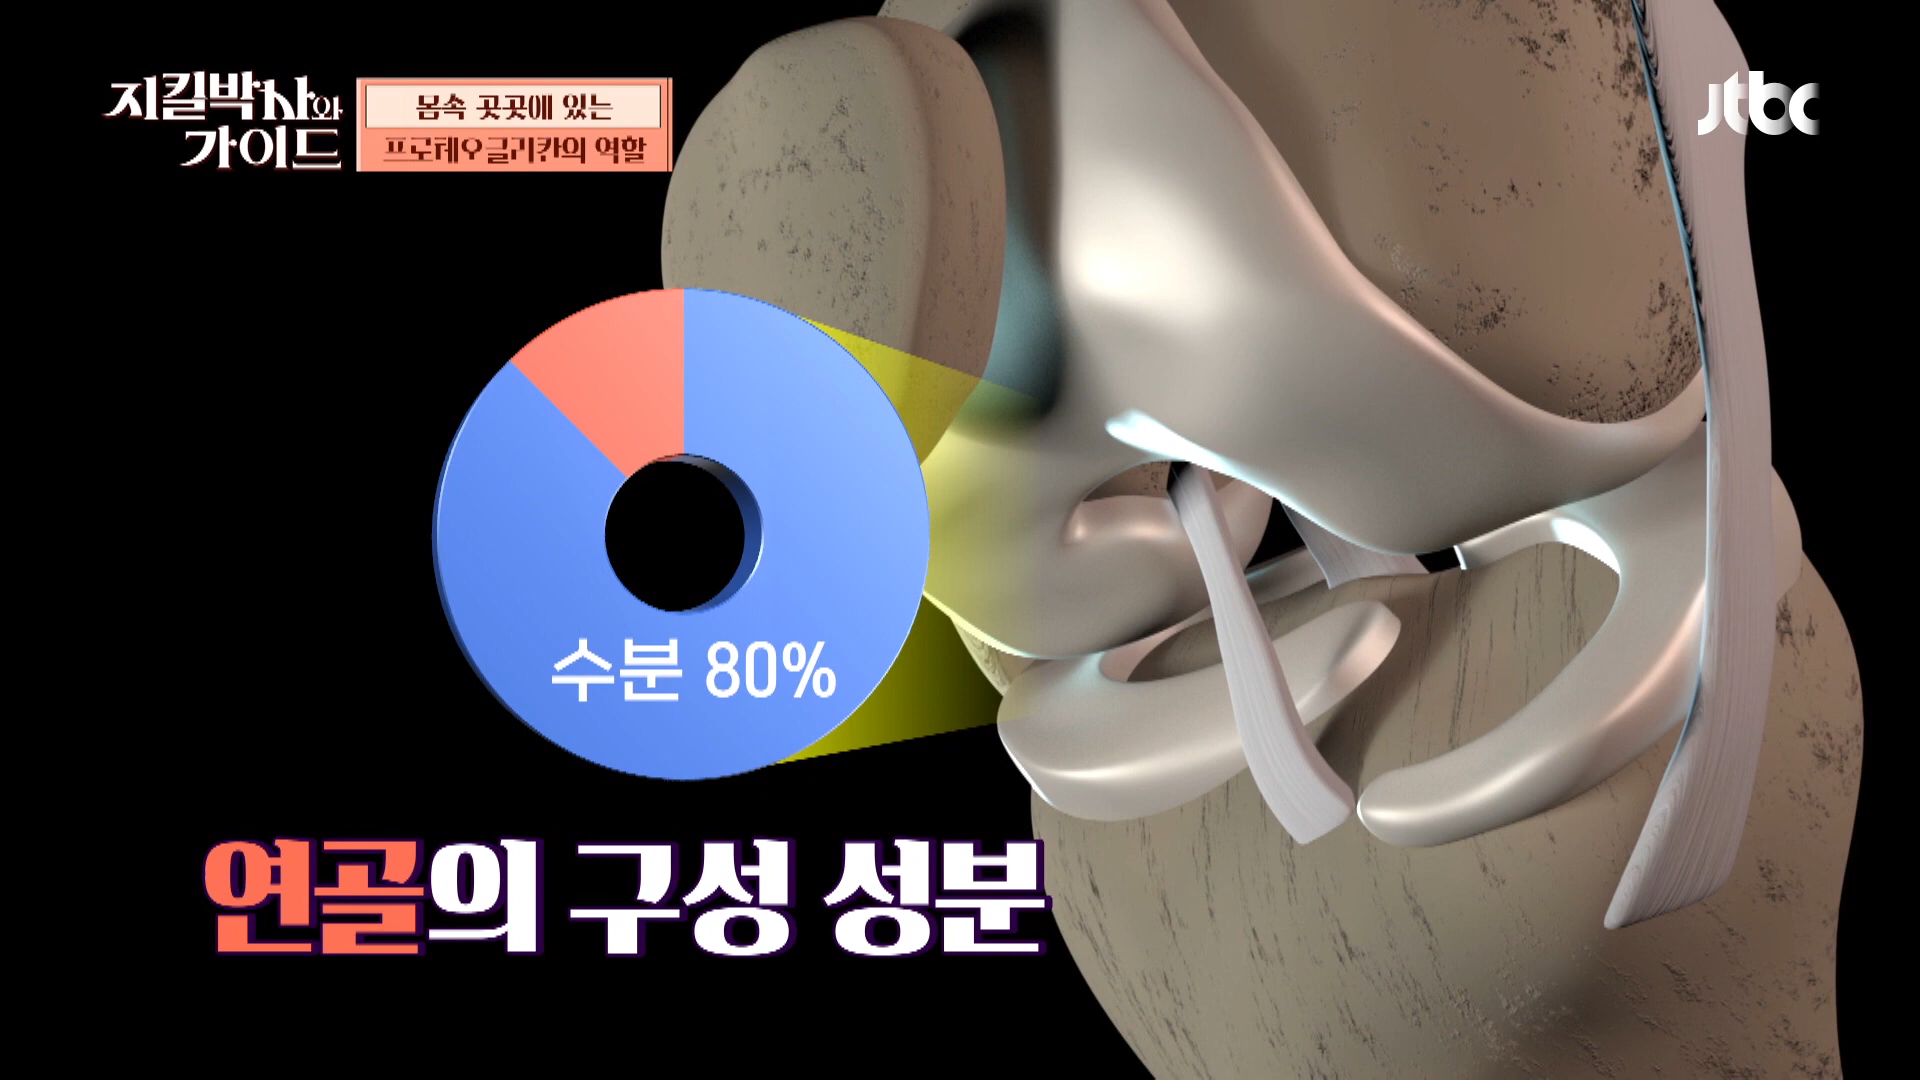 지킬박사와
가이드
몸속 곳곳에 있는
프로테오글리칸의 역할
jtbc
수분 80%
연골의 구성 성분